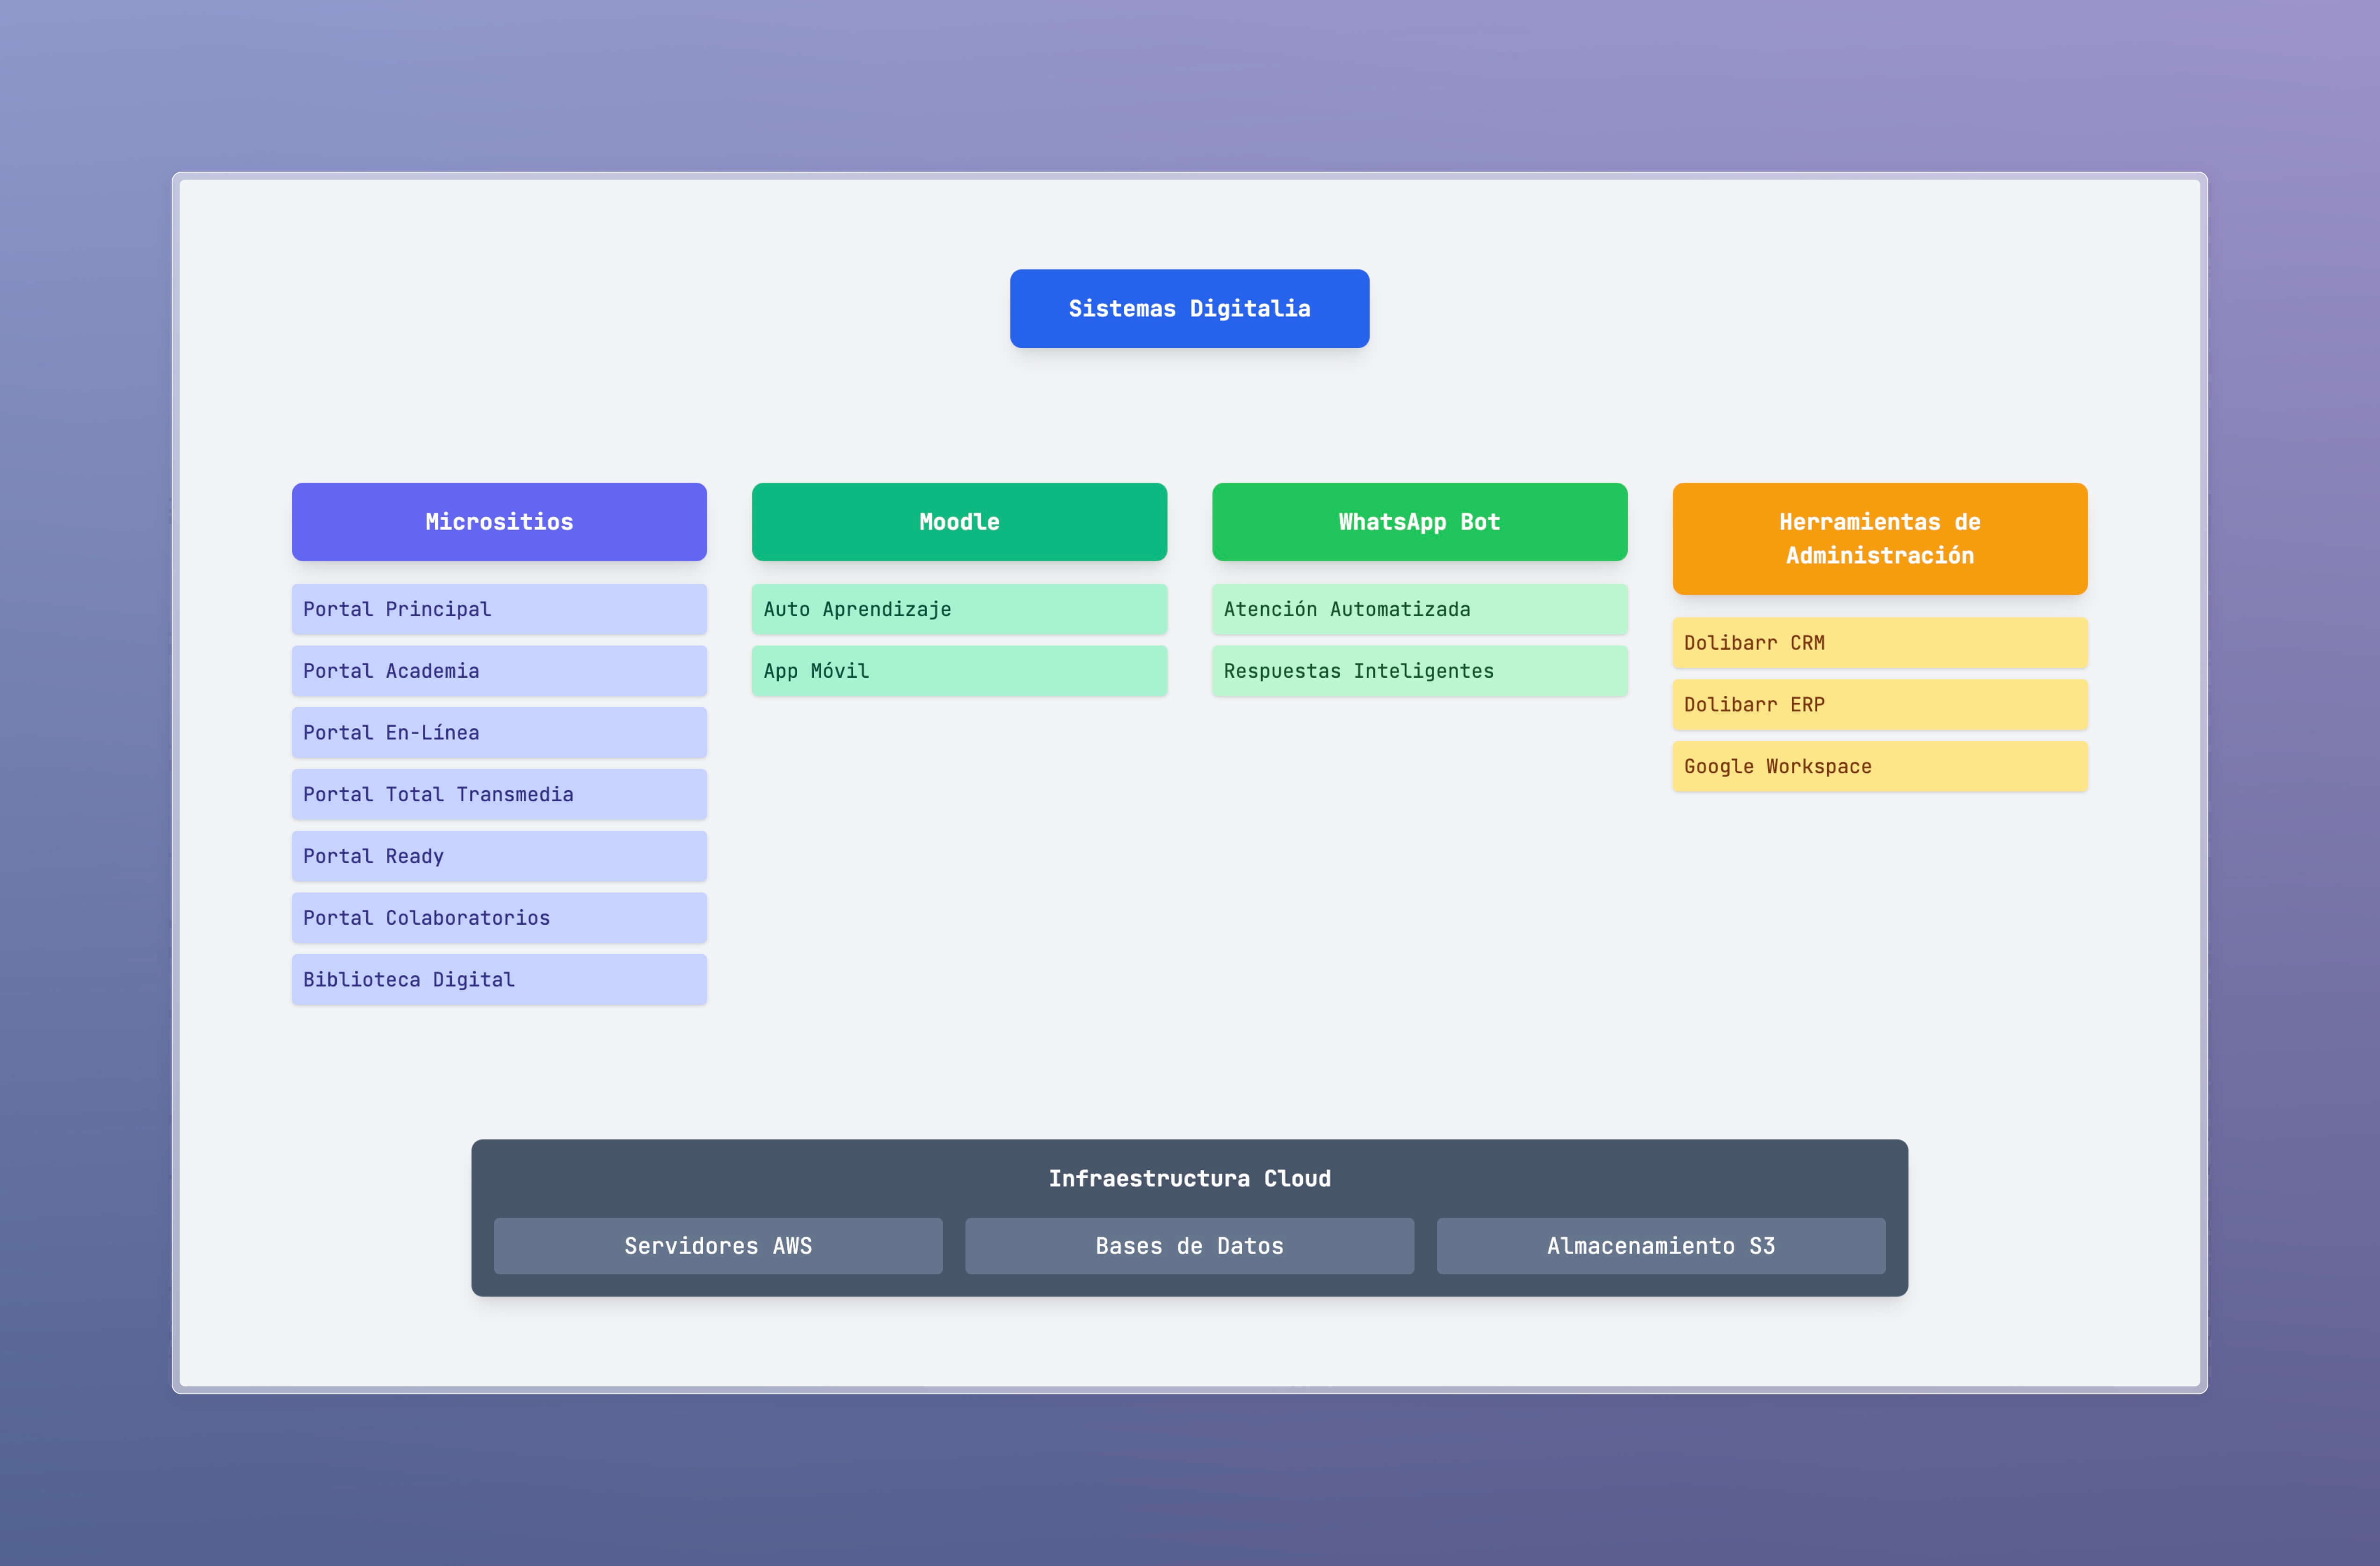 Sistemas Digitalia
Micrositios
Portal Principal
Portal Academia
Portal En-Línea
Portal Total Transmedia
Portal Ready
Portal Colaboratorios
Biblioteca Digital
Moodle
Auto Aprendizaje
App Móvil
WhatsApp Bot
Atención Automatizada
Respuestas Inteligentes
Herramientas de
Administración
Dolibarr CRM
Dolibarr ERP
Google Workspace
Infraestructura Cloud
Servidores AWS
Bases de Datos
Almacenamiento S3